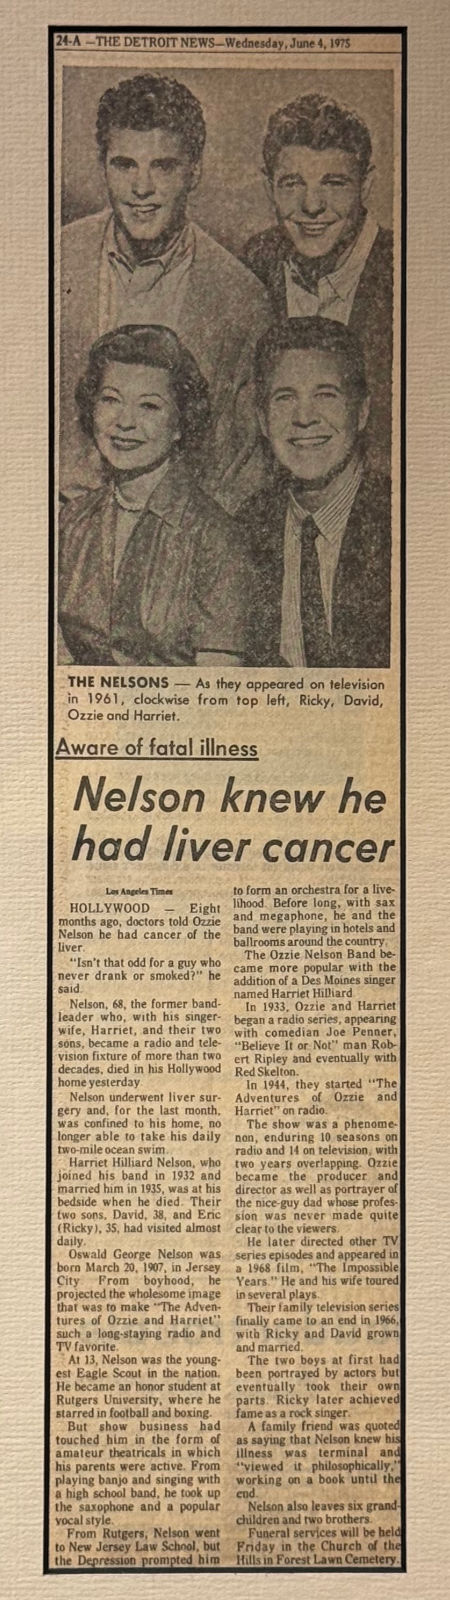 24-A —THE DETROIT NEWS—Wednesday, June 4, 1975
THE NELSONS — As they appeared on television
in 1961, clockwise from top left, Ricky, David,
Ozzie and Harriet.
Aware of fatal illness
Nelson knew he
had liver cancer
Los Angeles Times
HOLLYWOOD — Eight
months ago, doctors told Ozzie
Nelson he had cancer of the
liver.
"Isn't that odd for a guy who
never drank or smoked?" he
said.
Nelson, 68, the former band-
leader who, with his singer-
wife, Harriet, and their two
sons, became a radio and tele-
vision fixture of more than two
decades, died in his Hollywood
home yesterday.
Nelson underwent liver sur-
gery and, for the last month,
was confined to his home, no
longer able to take his daily
two-mile ocean swim.
Harriet Hilliard Nelson, who
joined his band in 1932 and
married him in 1935, was at his
bedside when he died. Their
two sons, David, 38, and Eric
(Ricky), 35, had visited almost
daily.
Oswald George Nelson was
born March 20, 1907, in Jersey
City. From boyhood, he
projected the wholesome image
that was to make "The Adven-
tures of Ozzie and Harriet"
such a long-staying radio and
TV favorite.
At 13, Nelson was the young-
est Eagle Scout in the nation.
He became an honor student at
Rutgers University, where he
starred in football and boxing.
But show business had
touched him in the form of
amateur theatricals in which
his parents were active. From
playing banjo and singing with
a high school band, he took up
the saxophone and a popular
vocal style.
From Rutgers, Nelson went
to New Jersey Law School, but
the Depression prompted him
to form an orchestra for a live-
lihood. Before long, with sax
and megaphone, he and the
band were playing in hotels and
ballrooms around the country.
The Ozzie Nelson Band be-
came more popular with the
addition of a Des Moines singer
named Harriet Hilliard.
In 1933, Ozzie and Harriet
began a radio series, appearing
with comedian Joe Penner,
"Believe It or Not" man Rob-
ert Ripley and eventually with
Red Skelton.
In 1944, they started "The
Adventures of Ozzie and
Harriet" on radio.
The show was a phenome-
non, enduring 10 seasons on
radio and 14 on television, with
two years overlapping. Ozzie
became the producer and
director as well as portrayer of
the nice-guy dad whose profes-
sion was never made quite
clear to the viewers.
He later directed other TV
series episodes and appeared in
a 1968 film, "The Impossible
Years." He and his wife toured
in several plays.
Their family television series
finally came to an end in 1966,
with Ricky and David grown
and married.
The two boys at first had
been portrayed by actors but
eventually took their own
parts. Ricky later achieved
fame as a rock singer.
A family friend was quoted
as saying that Nelson knew his
illness was terminal and
"viewed it philosophically,"
working on a book until the
end.
Nelson also leaves six grand-
children and two brothers.
Funeral services will be held
Friday in the Church of the
Hills in Forest Lawn Cemetery.